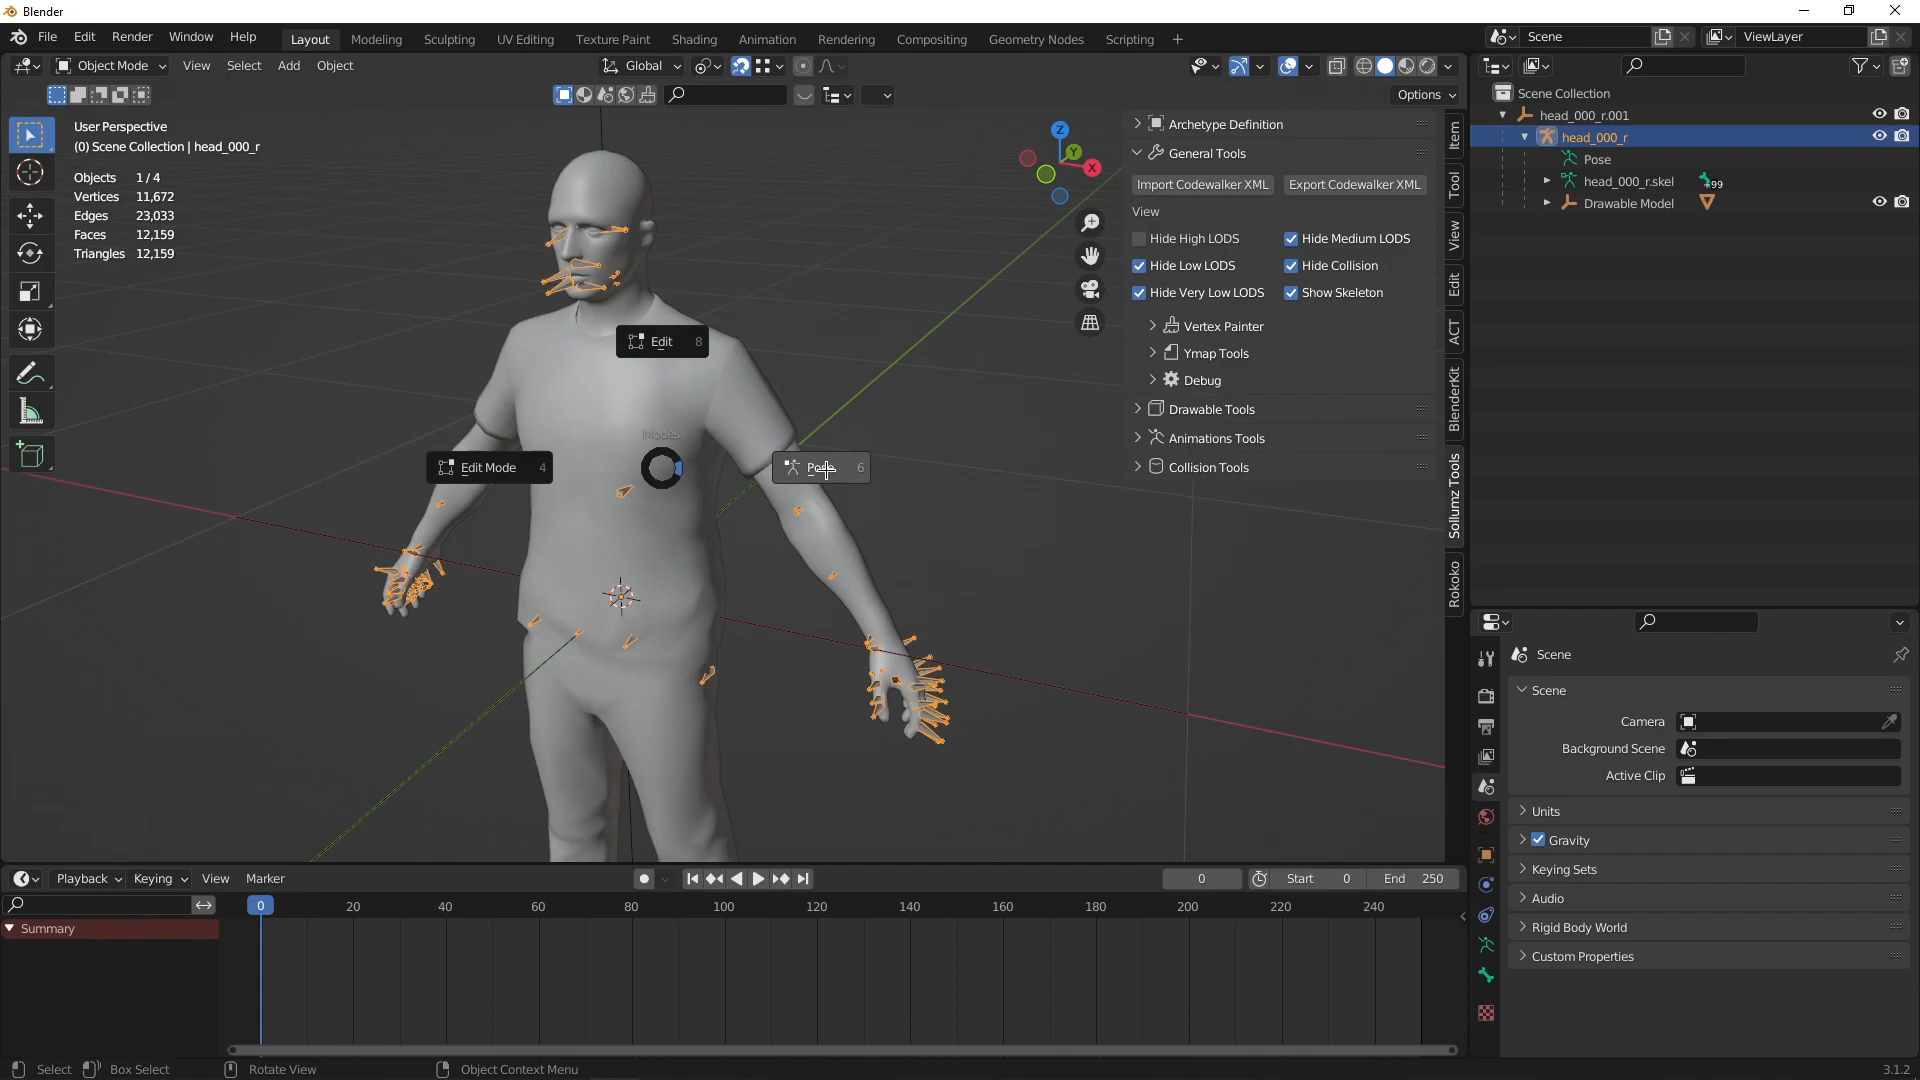 Blender
File Edit Render Window Help Layout Modeling Sculpting UV Editing Texture Paint Shading Animation Rendering Compositing Geometry Nodes Scripting + Scene ViewLayer
Object Mode View Select Add Object Global
Options
User Perspective
(0) Scene Collection | head_000_r
Objects 1 / 4
Vertices 11,672
Edges 23,033
Faces 12,159
Triangles 12,159
Z
Y
X
Edit 8
Modes
Edit Mode 4
6
Archetype Definition
General Tools
Import Codewalker XML Export Codewalker XML
View
Hide High LODS Hide Medium LODS
Hide Low LODS Hide Collision
Hide Very Low LODS Show Skeleton
Vertex Painter
Ymap Tools
Debug
Drawable Tools
Animations Tools
Collision Tools
Item
Tool
View
Edit
ACT
BlenderKit
Sollumz Tools
Rokoko
Scene Collection
head_000_r.001
head_000_r
Pose
head_000_r.skel 99
Drawable Model
Scene
Scene
Camera
Background Scene
Active Clip
Units
Gravity
Keying Sets
Audio
Rigid Body World
Custom Properties
Playback Keying View Marker 0 Start 0 End 250
0 20 40 60 80 100 120 140 160 180 200 220 240
Summary
Select Box Select Rotate View Object Context Menu 3.1.2